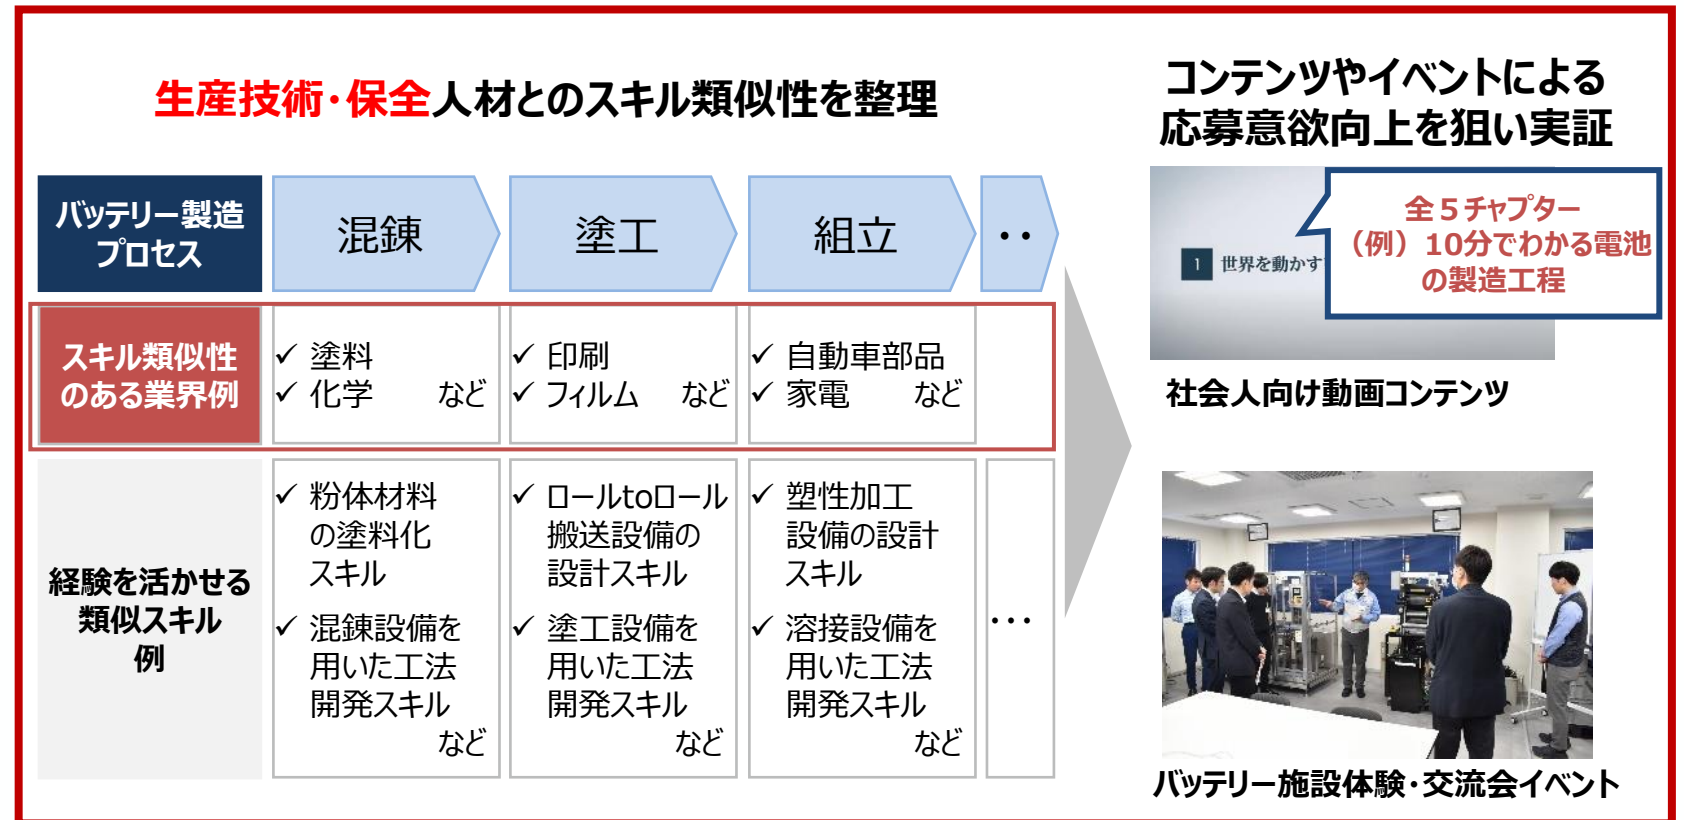 生産技術・保全人材とのスキル類似性を整理
バッテリー製造
プロセス
混錬
塗工
組立
‥
スキル類似性
のある業界例
✓ 塗料
✓ 化学 など
✓ 印刷
✓ フィルム など
✓ 自動車部品
✓ 家電 など
経験を活かせる
類似スキル
例
✓ 粉体材料
の塗料化
スキル
✓ 混錬設備を
用いた工法
開発スキル
など
✓ ロールtoロール
搬送設備の
設計スキル
✓ 塗工設備を
用いた工法
開発スキル
など
✓ 塑性加工
設備の設計
スキル
✓ 溶接設備を
用いた工法
開発スキル
など
…
コンテンツやイベントによる
応募意欲向上を狙い実証
全5チャプター
（例）10分でわかる電池
の製造工程
1 世界を動かす
社会人向け動画コンテンツ
バッテリー施設体験・交流会イベント